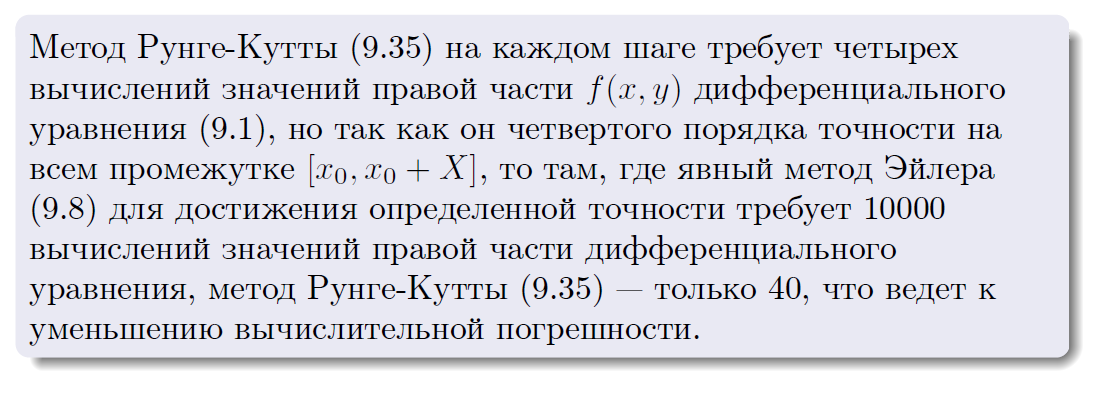 Метод Рунге-Кутты (9.35) на каждом шаге требует четырех
вычислений значений правой части f(x, y) дифференциального
уравнения (9.1), но так как он четвертого порядка точности на
всем промежутке [x₀, x₀ + X], то там, где явный метод Эйлера
(9.8) для достижения определенной точности требует 10000
вычислений значений правой части дифференциального
уравнения, метод Рунге-Кутты (9.35) — только 40, что ведет к
уменьшению вычислительной погрешности.